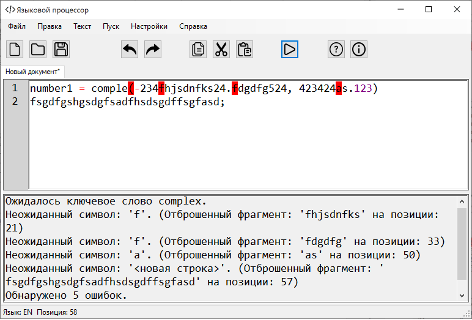 Языковой процессор
Файл Правка Текст Пуск Настройки Справка
Новый документ*
1 number1 = comple(-234fhjsdnfks24.fdgdfg524, 423424as.123)
2 fsgdfgshgsdgfsadfhsdsgdffsgfasd;
Ожидалось ключевое слово complex.
Неожиданный символ: 'f'. (Отброшенный фрагмент: 'fhjsdnfks' на позиции:
21)
Неожиданный символ: 'f'. (Отброшенный фрагмент: 'fdgdfg' на позиции: 33)
Неожиданный символ: 'a'. (Отброшенный фрагмент: 'as' на позиции: 50)
Неожиданный символ: '<новая строка>'. (Отброшенный фрагмент: '
fsgdfgshgsdgfsadfhsdsgdffsgfasd' на позиции: 57)
Обнаружено 5 ошибок.
Язык: EN Позиция: 58